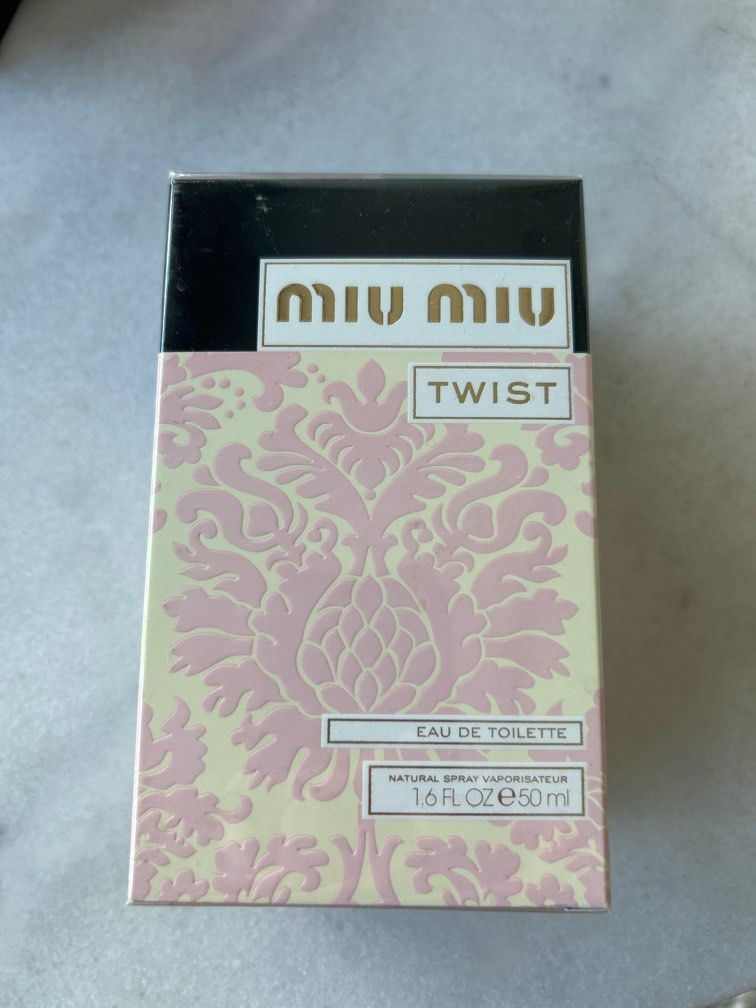 MIU MIU
TWIST
EAU DE TOILETTE
NATURAL SPRAY VAPORISATEUR
1.6 FL OZ ℮ 50 ml